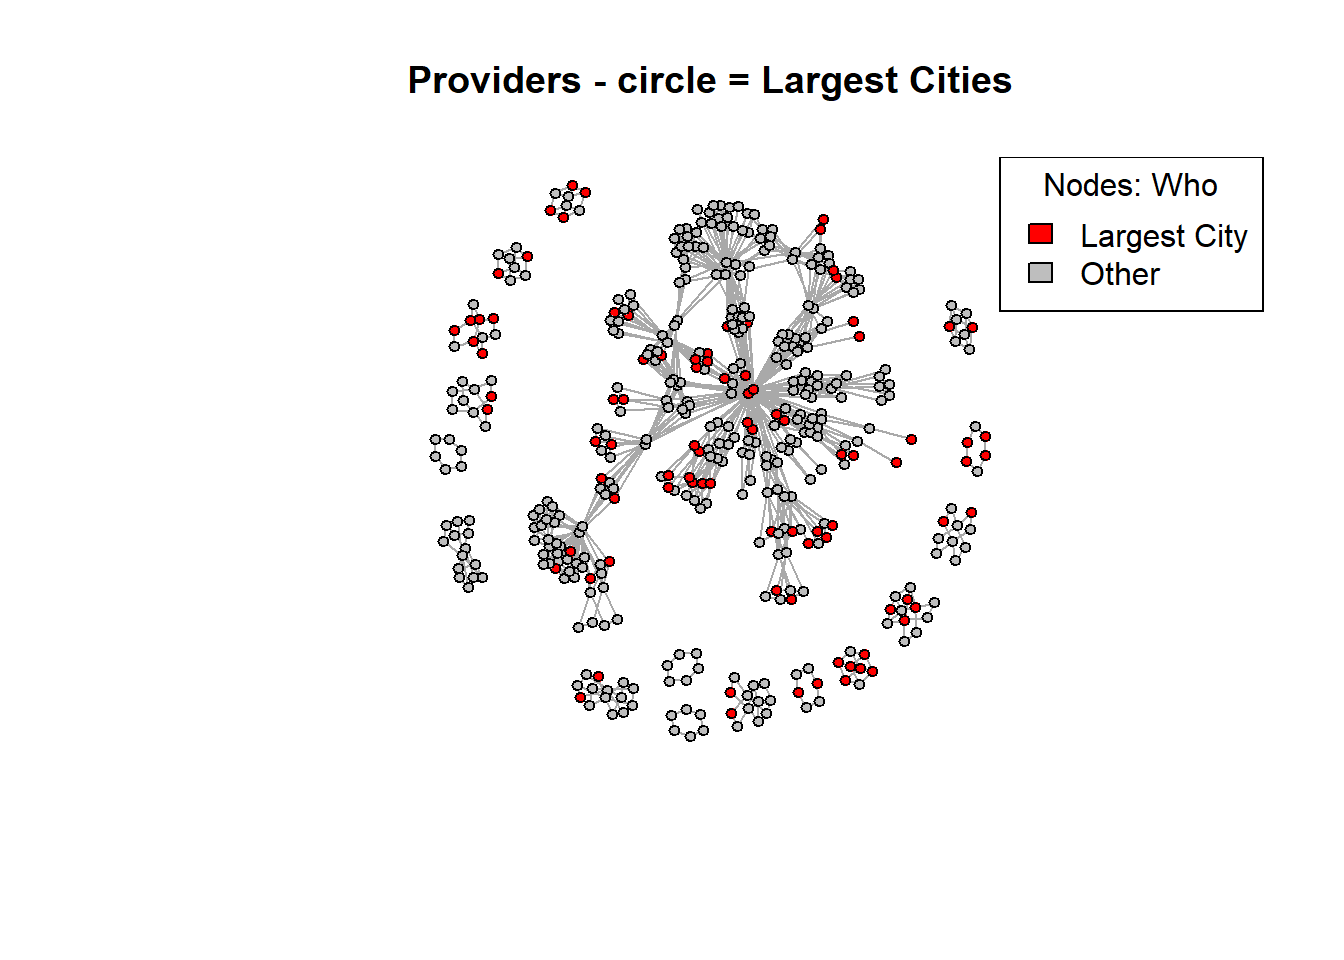 Providers - circle = Largest Cities
Nodes: Who
Largest City
Other